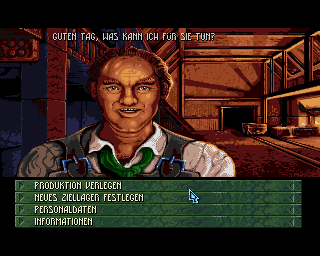 GUTEN TAG, WAS KANN ICH FÜR SIE TUN?
PRODUKTION VERLEGEN
NEUES ZIELLAGER FESTLEGEN
PERSONALDATEN
INFORMATIONEN